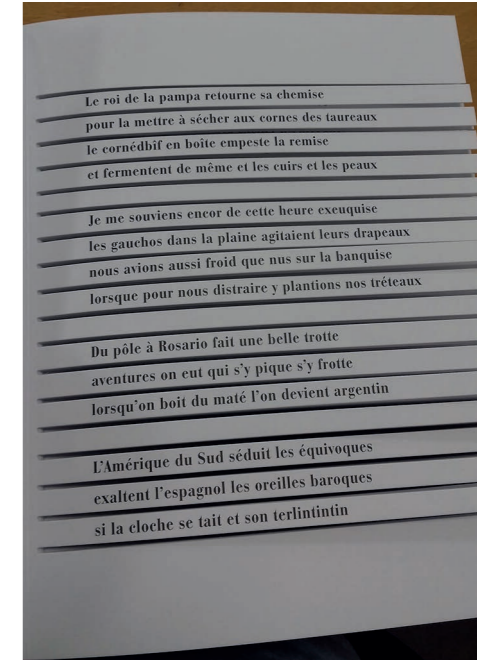 Le roi de la pampa retourne sa chemise
pour la mettre à sécher aux cornes des taureaux
le cornédbîf en boîte empeste la remise
et fermentent de même et les cuirs et les peaux
Je me souviens encor de cette heure exeuquise
les gauchos dans la plaine agitaient leurs drapeaux
nous avions aussi froid que nus sur la banquise
lorsque pour nous distraire y plantions nos tréteaux
Du pôle à Rosario fait une belle trotte
aventures on eut qui s'y pique s'y frotte
lorsqu'on boit du maté l'on devient argentin
L'Amérique du Sud séduit les équivoques
exaltent l'espagnol les oreilles baroques
si la cloche se tait et son terlintintin